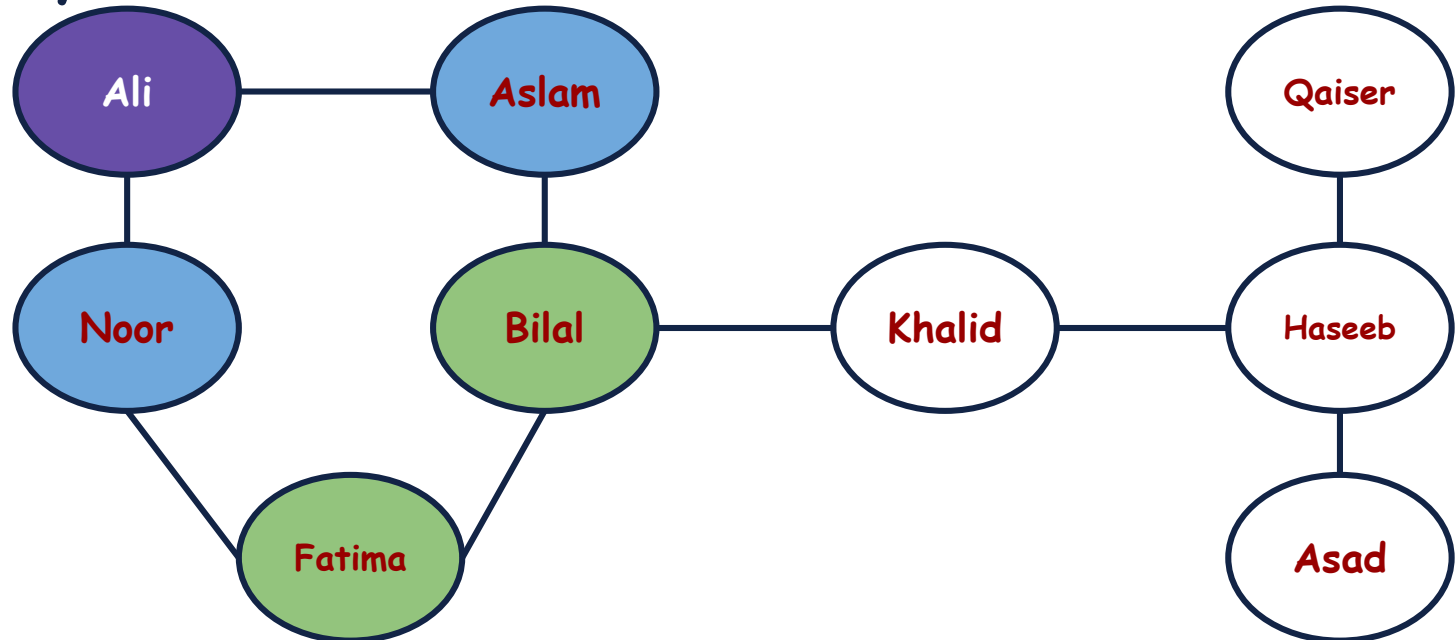 Ali
Aslam
Qaiser
Noor
Bilal
Khalid
Haseeb
Fatima
Asad